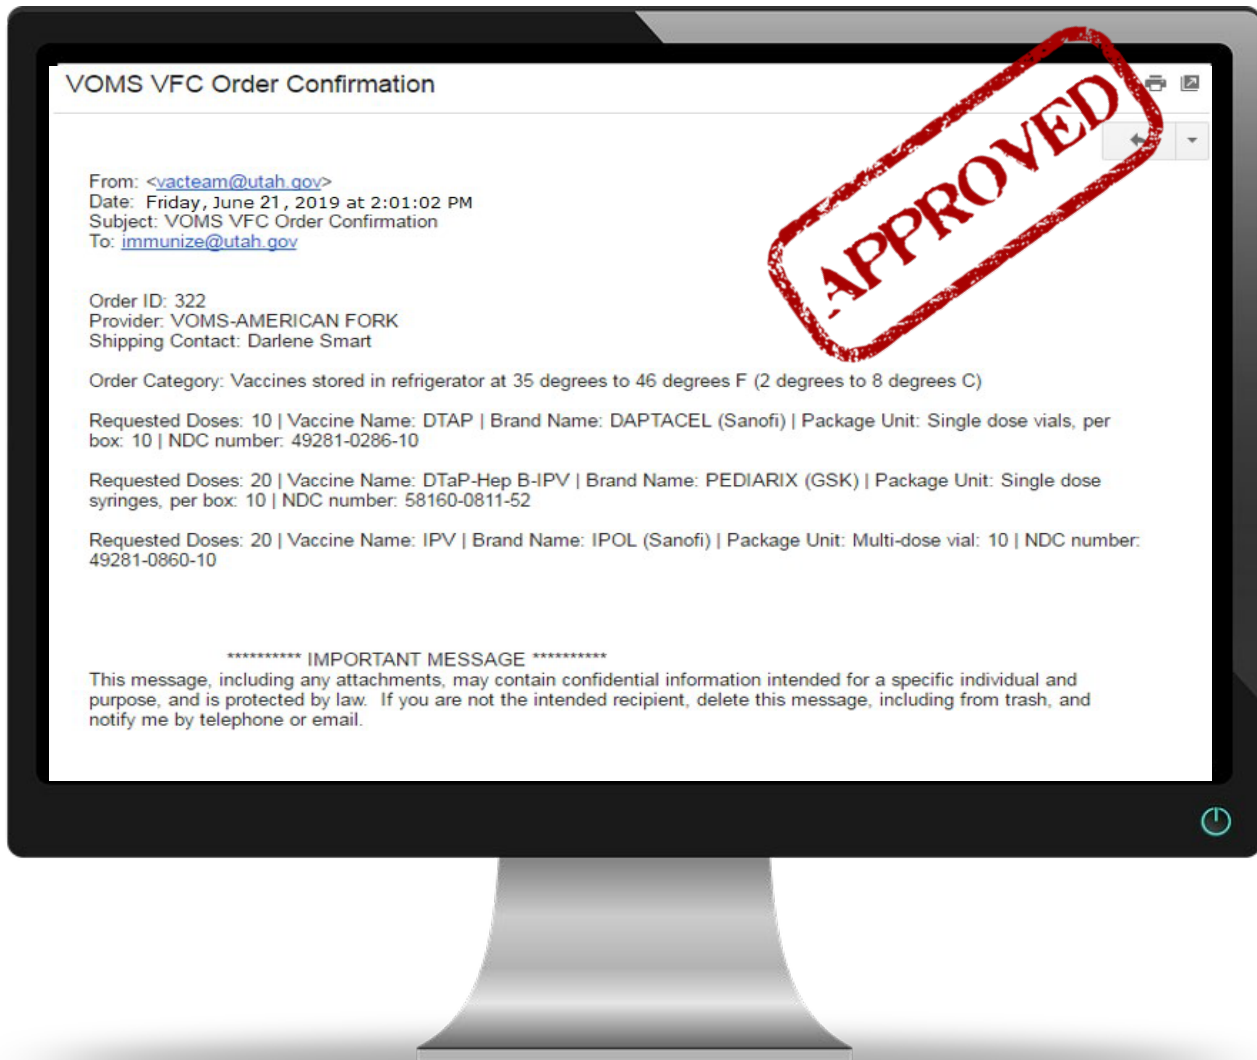 VOMS VFC Order Confirmation
APPROVED
From: <vacteam@utah.gov>
Date: Friday, June 21, 2019 at 2:01:02 PM
Subject: VOMS VFC Order Confirmation
To: immunize@utah.gov
Order ID: 322
Provider: VOMS-AMERICAN FORK
Shipping Contact: Darlene Smart
Order Category: Vaccines stored in refrigerator at 35 degrees to 46 degrees F (2 degrees to 8 degrees C)
Requested Doses: 10 | Vaccine Name: DTAP | Brand Name: DAPTACEL (Sanofi) | Package Unit: Single dose vials, per
box: 10 | NDC number: 49281-0286-10
Requested Doses: 20 | Vaccine Name: DTaP-Hep B-IPV | Brand Name: PEDIARIX (GSK) | Package Unit: Single dose
syringes, per box: 10 | NDC number: 58160-0811-52
Requested Doses: 20 | Vaccine Name: IPV | Brand Name: IPOL (Sanofi) | Package Unit: Multi-dose vial: 10 | NDC number:
49281-0860-10
********** IMPORTANT MESSAGE **********
This message, including any attachments, may contain confidential information intended for a specific individual and
purpose, and is protected by law.  If you are not the intended recipient, delete this message, including from trash, and
notify me by telephone or email.